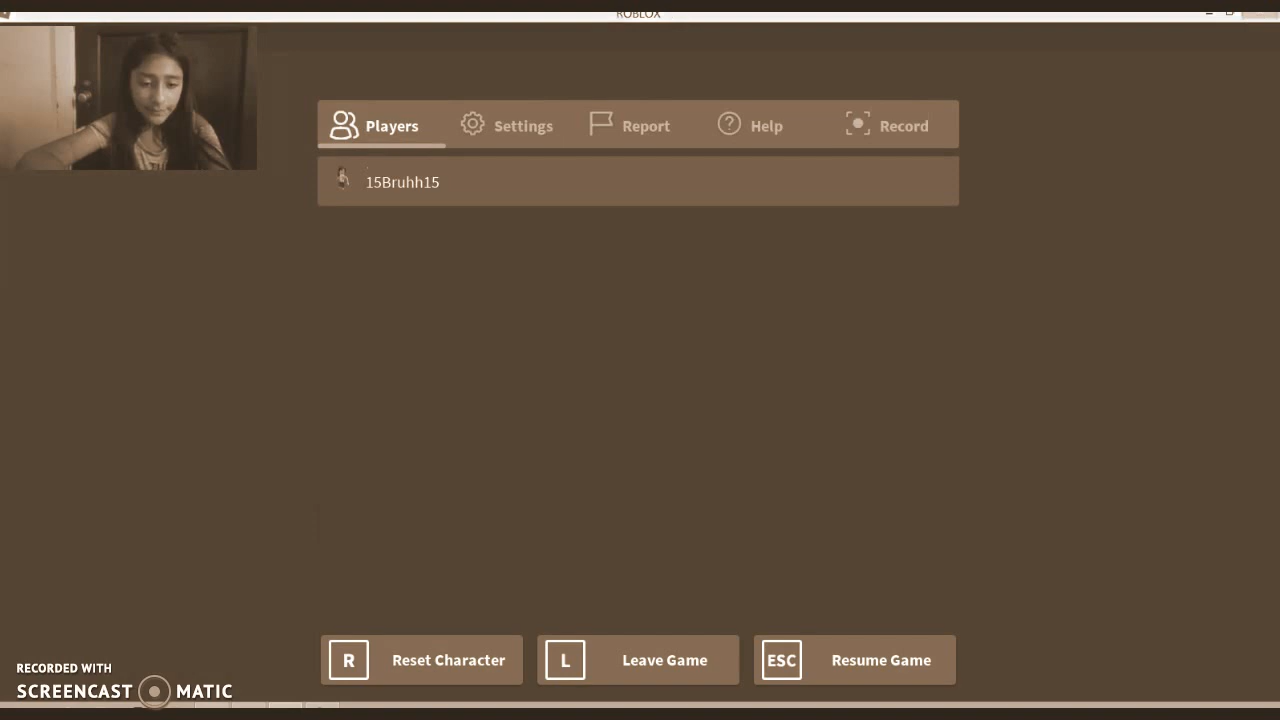 ROBLOX
Players Settings Report Help Record
15Bruhh15
R Reset Character L Leave Game ESC Resume Game
RECORDED WITH
SCREENCAST MATIC